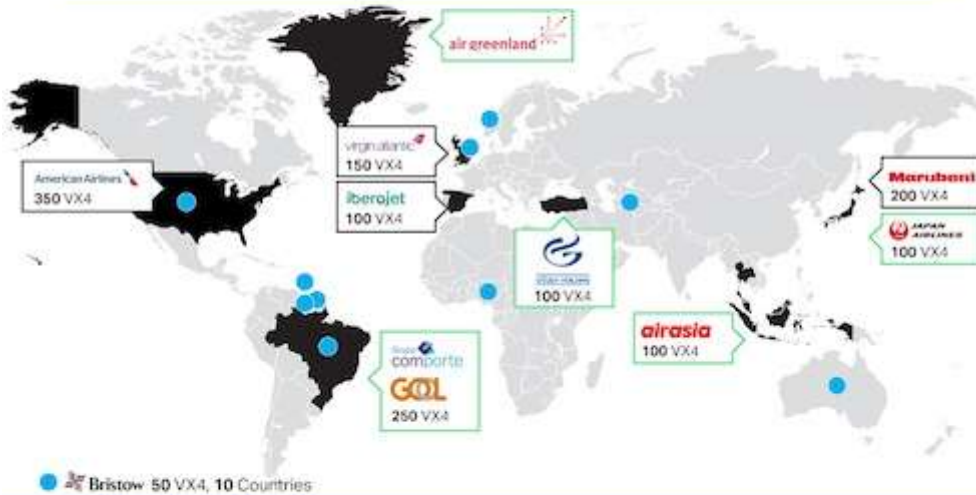 air greenland
virgin atlantic
150 VX4
American Airlines
350 VX4
iberojet
100 VX4
Marubeni
200 VX4
JAPAN
AIRLINES
100 VX4
100 VX4
airasia
100 VX4
Grupo
comporte
GOL
250 VX4
Bristow 50 VX4, 10 Countries